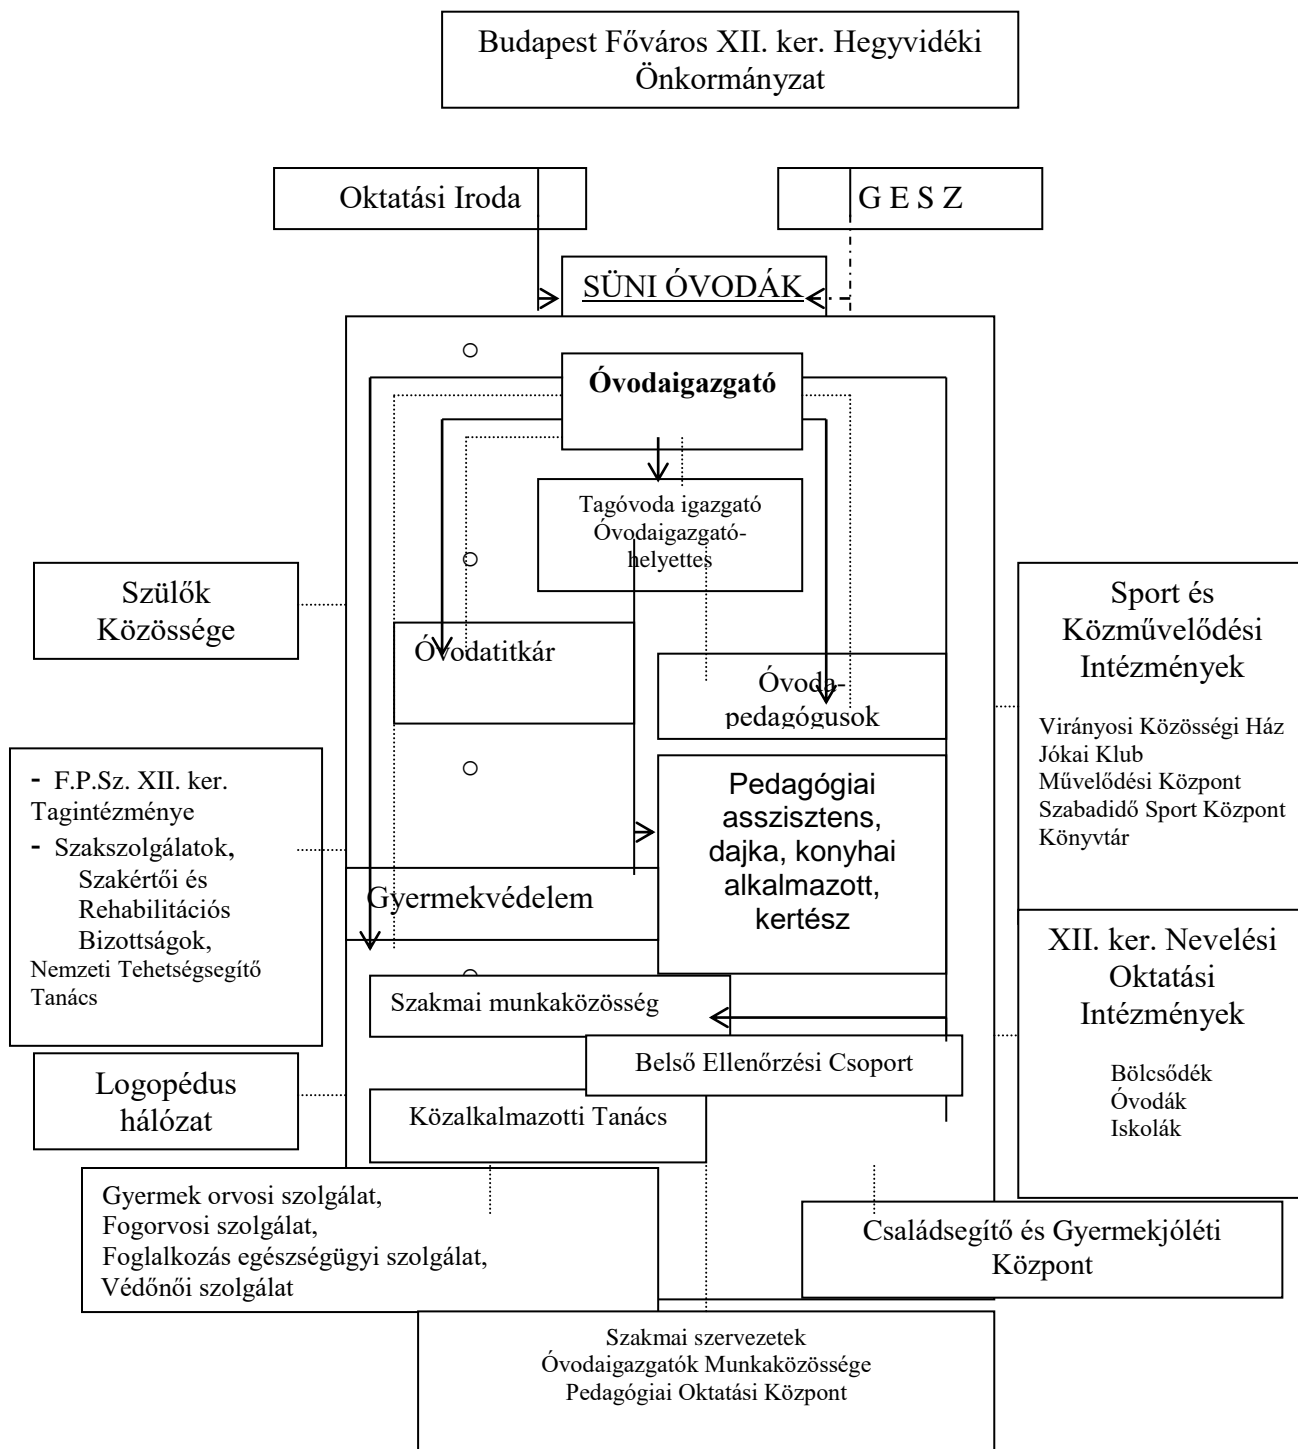 Budapest Főváros XII. ker. Hegyvidéki
Önkormányzat
Oktatási Iroda
G E S Z
SÜNI ÓVODÁK
Óvodaigazgató
Tagóvoda igazgató
Óvodaigazgató-
helyettes
Szülők
Közössége
Sport és
Közművelődési
Intézmények
Virányosi Közösségi Ház
Jókai Klub
Művelődési Központ
Szabadidő Sport Központ
Könyvtár
Óvodatitkár
Óvoda-
pedagógusok
- F.P.Sz. XII. ker.
Tagintézménye
- Szakszolgálatok,
Szakértői és
Rehabilitációs
Bizottságok,
Nemzeti Tehetségsegítő
Tanács
Pedagógiai
asszisztens,
dajka, konyhai
alkalmazott,
kertész
Gyermekvédelem
XII. ker. Nevelési
Oktatási
Intézmények
Bölcsődék
Óvodák
Iskolák
Szakmai munkaközösség
Belső Ellenőrzési Csoport
Logopédus
hálózat
Közalkalmazotti Tanács
Gyermek orvosi szolgálat,
Fogorvosi szolgálat,
Foglalkozás egészségügyi szolgálat,
Védőnői szolgálat
Családsegítő és Gyermekjóléti
Központ
Szakmai szervezetek
Óvodaigazgatók Munkaközössége
Pedagógiai Oktatási Központ